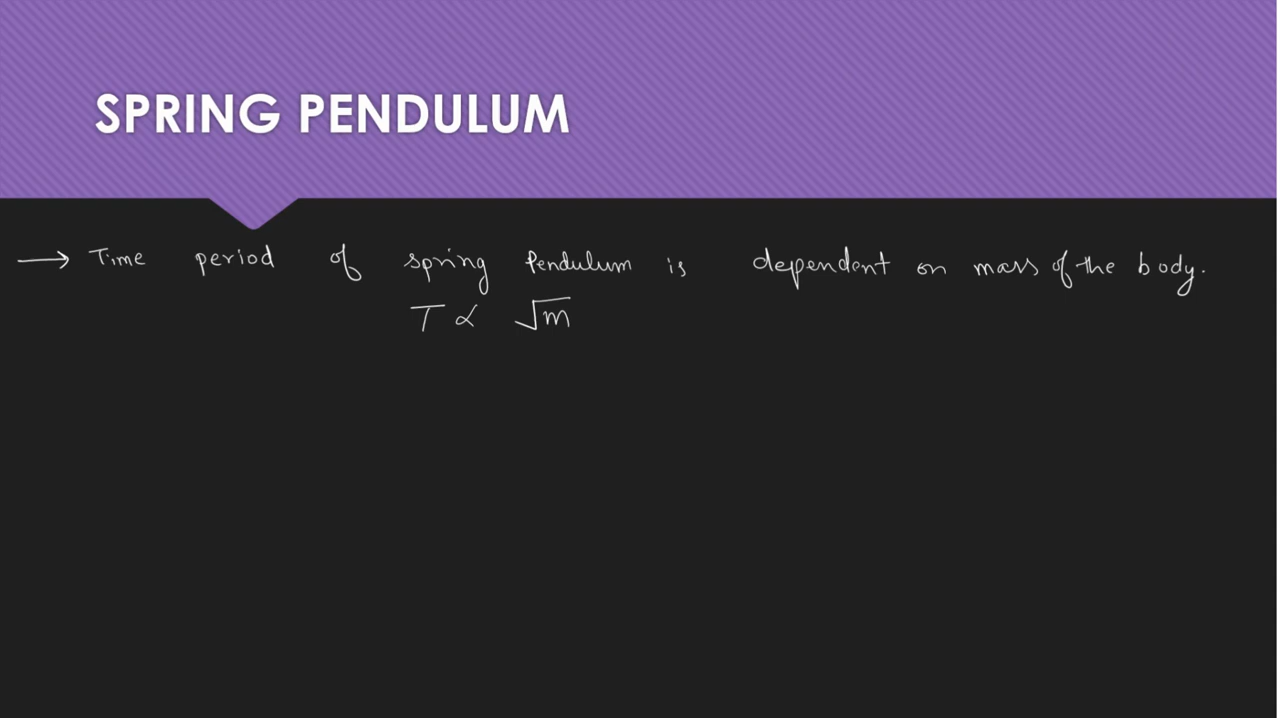 SPRING PENDULUM
→ Time period of spring Pendulum is dependent on mass of the body.
T ∝ √m